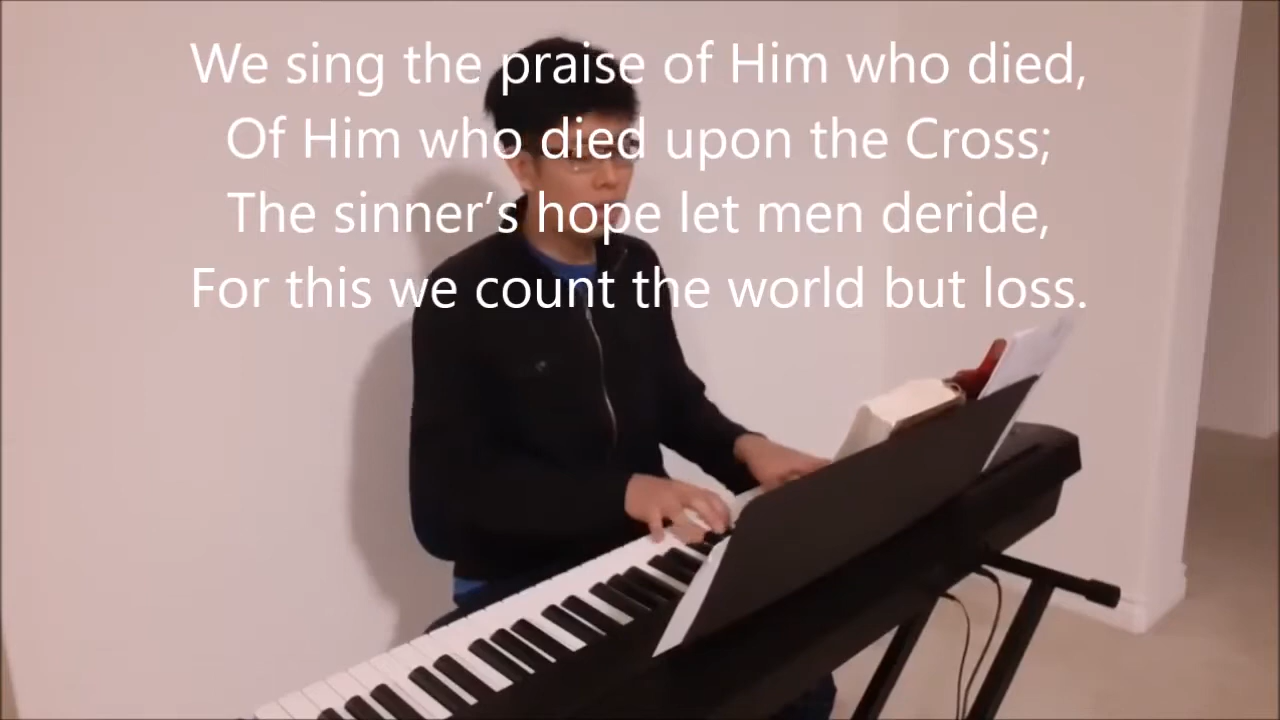 We sing the praise of Him who died,
Of Him who died upon the Cross;
The sinner’s hope let men deride,
For this we count the world but loss.